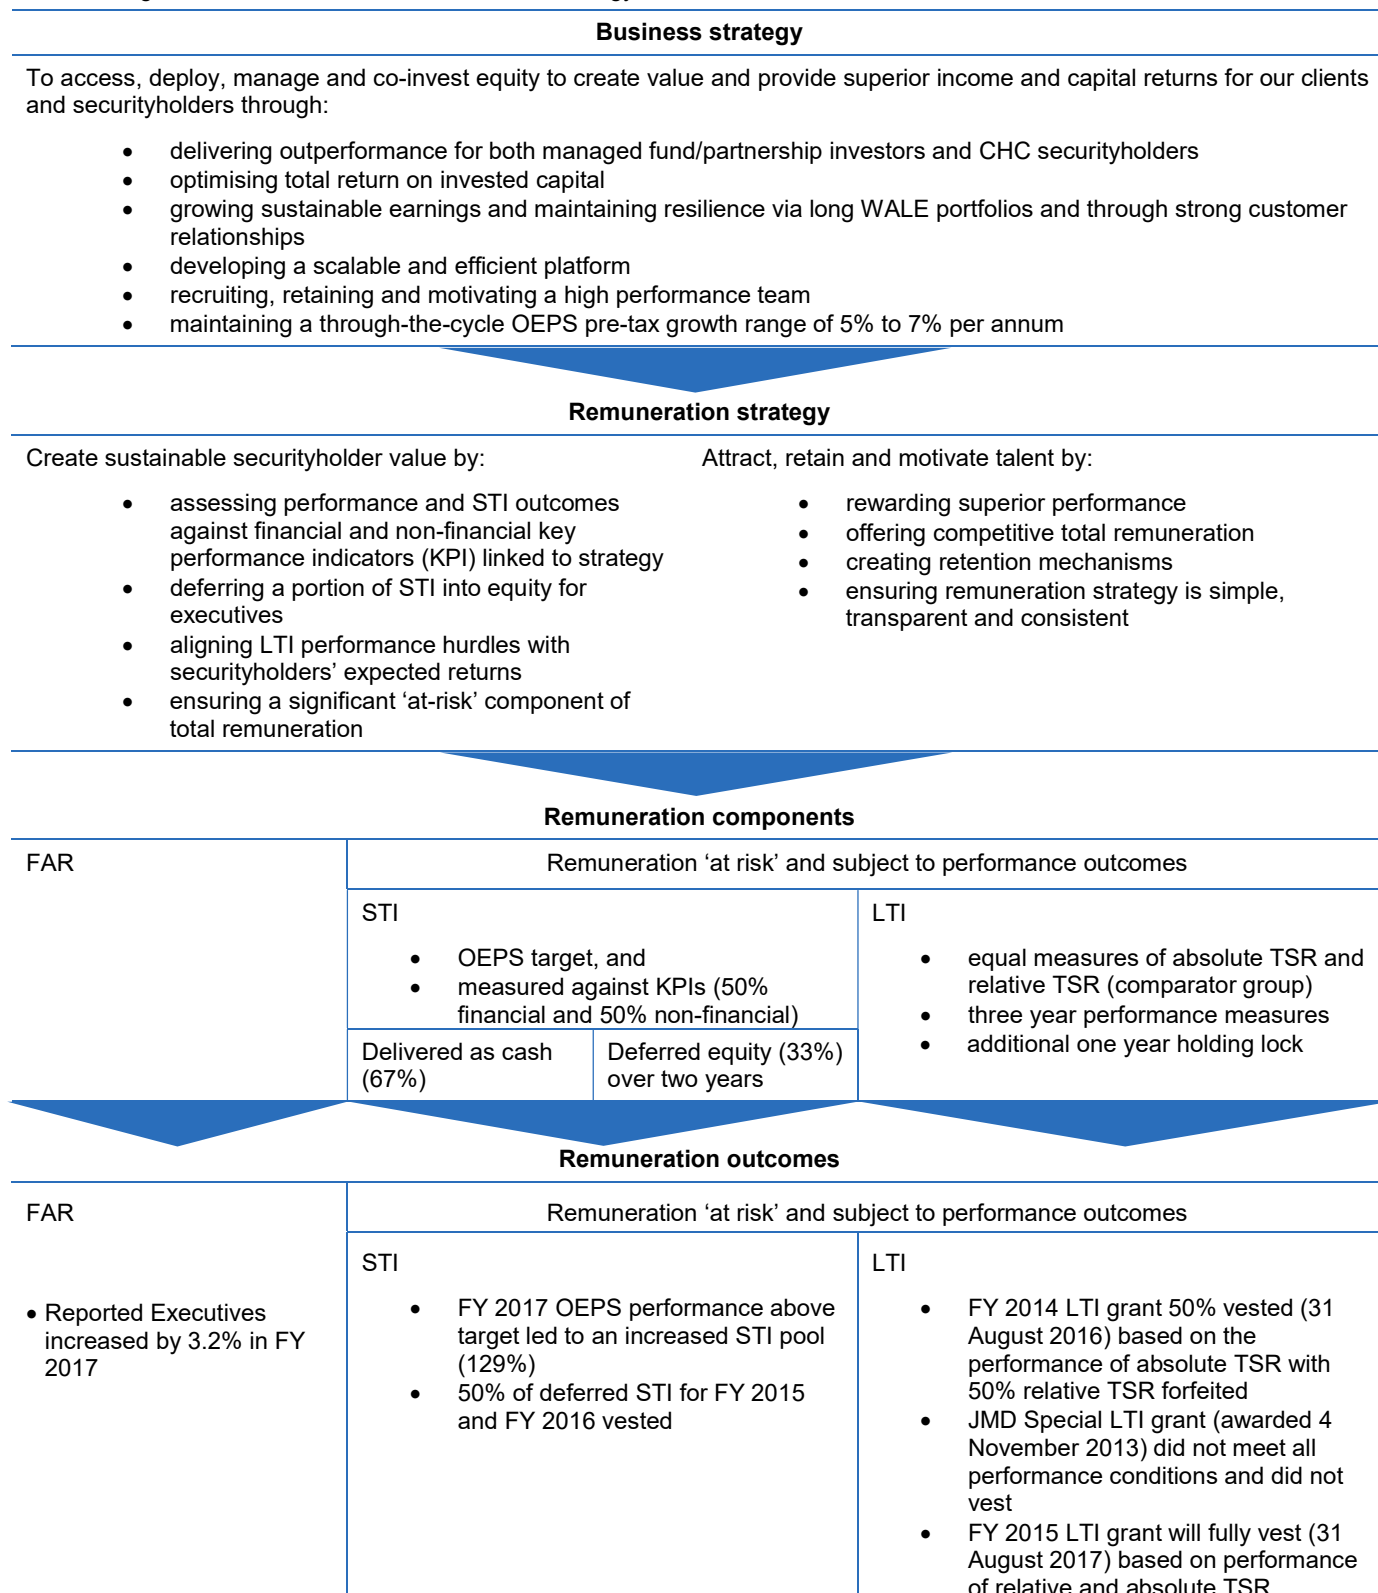 Business strategy
To access, deploy, manage and co-invest equity to create value and provide superior income and capital returns for our clients
and securityholders through:
• delivering outperformance for both managed fund/partnership investors and CHC securityholders
• optimising total return on invested capital
• growing sustainable earnings and maintaining resilience via long WALE portfolios and through strong customer
relationships
• developing a scalable and efficient platform
• recruiting, retaining and motivating a high performance team
• maintaining a through-the-cycle OEPS pre-tax growth range of 5% to 7% per annum
Remuneration strategy
Create sustainable securityholder value by:
• assessing performance and STI outcomes
against financial and non-financial key
performance indicators (KPI) linked to strategy
• deferring a portion of STI into equity for
executives
• aligning LTI performance hurdles with
securityholders’ expected returns
• ensuring a significant ‘at-risk’ component of
total remuneration
Attract, retain and motivate talent by:
• rewarding superior performance
• offering competitive total remuneration
• creating retention mechanisms
• ensuring remuneration strategy is simple,
transparent and consistent
Remuneration components
FAR
Remuneration ‘at risk’ and subject to performance outcomes
STI
• OEPS target, and
• measured against KPIs (50%
financial and 50% non-financial)
Delivered as cash
(67%)
Deferred equity (33%)
over two years
LTI
• equal measures of absolute TSR and
relative TSR (comparator group)
• three year performance measures
• additional one year holding lock
Remuneration outcomes
FAR
Remuneration ‘at risk’ and subject to performance outcomes
• Reported Executives
increased by 3.2% in FY
2017
STI
• FY 2017 OEPS performance above
target led to an increased STI pool
(129%)
• 50% of deferred STI for FY 2015
and FY 2016 vested
LTI
• FY 2014 LTI grant 50% vested (31
August 2016) based on the
performance of absolute TSR with
50% relative TSR forfeited
• JMD Special LTI grant (awarded 4
November 2013) did not meet all
performance conditions and did not
vest
• FY 2015 LTI grant will fully vest (31
August 2017) based on performance
of relative and absolute TSR